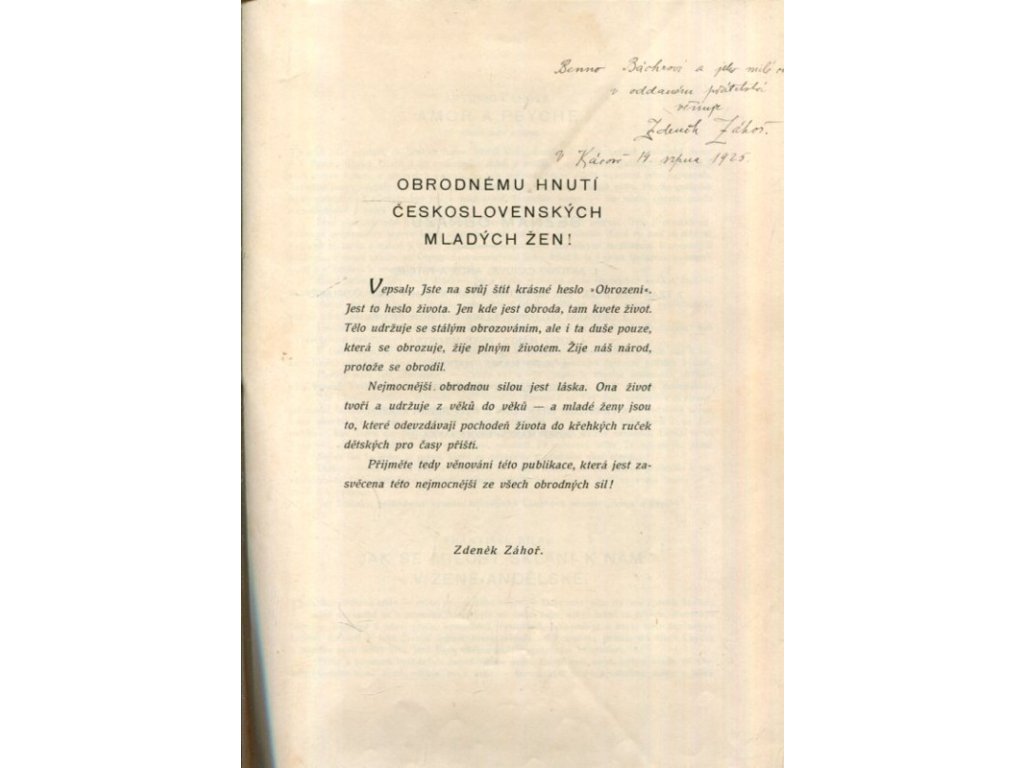 Benno Bächrovi a jeho milé
v oddaném přátelství
věnuje
Zdeněk Záhoř.
V Kácově 14. srpna 1925.
OBRODNÉMU HNUTÍ
ČESKOSLOVENSKÝCH
MLADÝCH ŽEN!
Vepsaly Jste na svůj štít krásné heslo »Obrození«.
Jest to heslo života. Jen kde jest obroda, tam kvete život.
Tělo udržuje se stálým obrozováním, ale i ta duše pouze,
která se obrozuje, žije plným životem. Žije náš národ,
protože se obrodil.
Nejmocnější obrodnou silou jest láska. Ona život
tvoří a udržuje z věků do věků — a mladé ženy jsou
to, které odevzdávají pochodeň života do křehkých ruček
dětských pro časy příští.
Přijměte tedy věnování této publikace, která jest za-
svěcena této nejmocnější ze všech obrodných sil!
Zdeněk Záhoř.